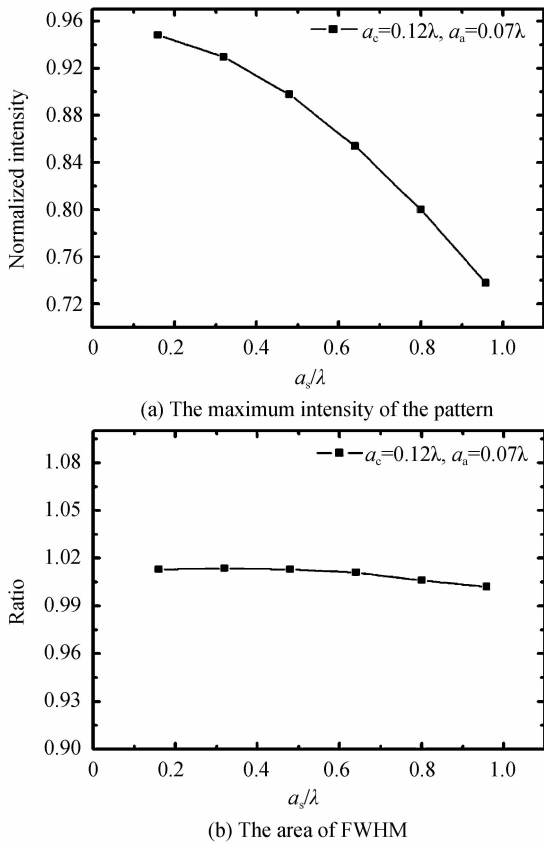 0.96
0.92
0.88
0.84
0.80
0.76
0.72
Normalized intensity
ac=0.12λ, aa=0.07λ
0 0.2 0.4 0.6 0.8 1.0
as/λ
(a) The maximum intensity of the pattern
1.08
1.05
1.02
0.99
0.96
0.93
0.90
Ratio
ac=0.12λ, aa=0.07λ
0 0.2 0.4 0.6 0.8 1.0
as/λ
(b) The area of FWHM